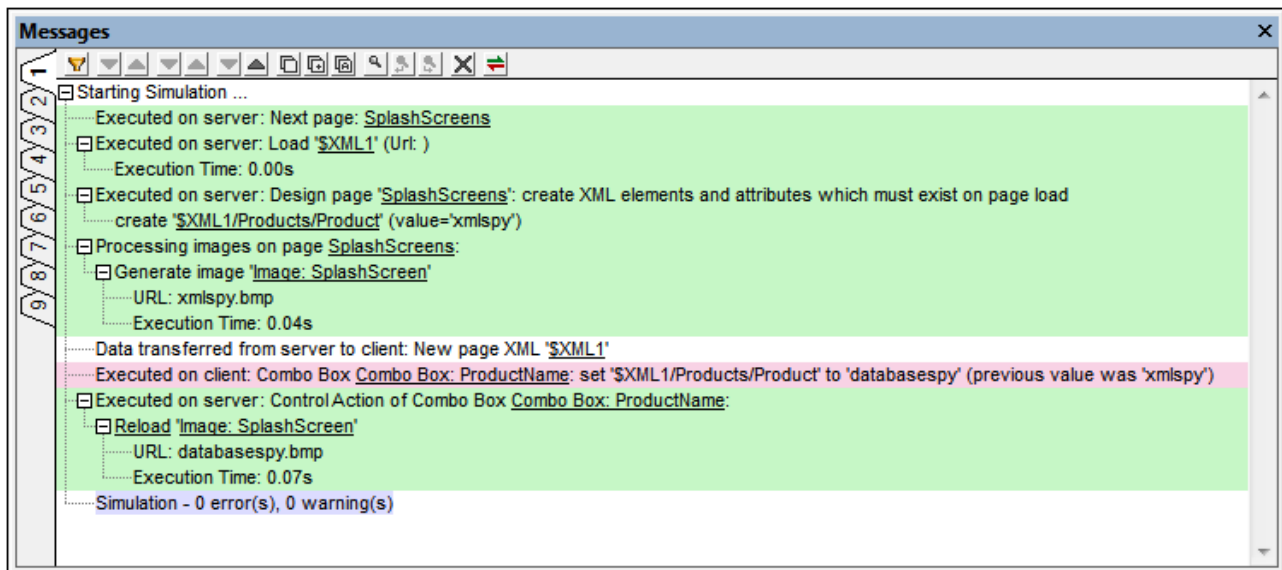 Messages
1
2
3
4
5
6
7
8
9
Starting Simulation ...
Executed on server: Next page: SplashScreens
Executed on server: Load '$XML1' (Url: )
Execution Time: 0.00s
Executed on server: Design page 'SplashScreens': create XML elements and attributes which must exist on page load
create '$XML1/Products/Product' (value='xmlspy')
Processing images on page SplashScreens:
Generate image 'Image: SplashScreen'
URL: xmlspy.bmp
Execution Time: 0.04s
Data transferred from server to client: New page XML '$XML1'
Executed on client: Combo Box Combo Box: ProductName: set '$XML1/Products/Product' to 'databasespy' (previous value was 'xmlspy')
Executed on server: Control Action of Combo Box Combo Box: ProductName:
Reload 'Image: SplashScreen'
URL: databasespy.bmp
Execution Time: 0.07s
Simulation - 0 error(s), 0 warning(s)